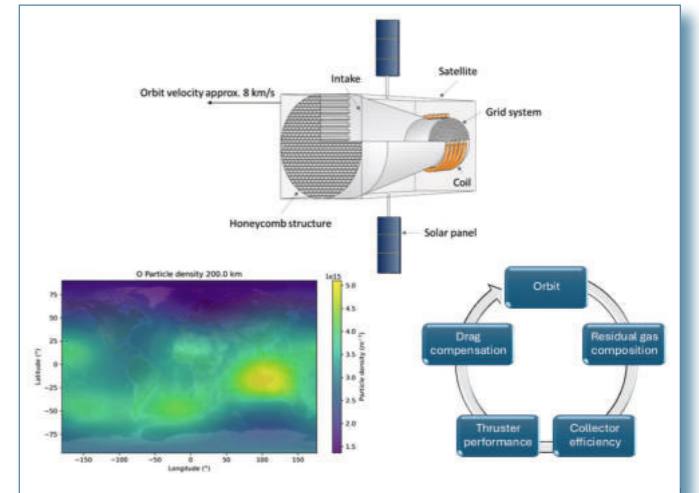 Orbit velocity approx. 8 km/s
Intake
Satellite
Grid system
Coil
Honeycomb structure
Solar panel
O Particle density 200.0 km
1e15
75
50
25
0
−25
−50
−75
Latitude (°)
−150
−100
−50
0
50
100
150
Longitude (°)
5.0
4.5
4.0
3.5
3.0
2.5
2.0
1.5
Particle density (m⁻³)
Orbit
Residual gas
composition
Collector
efficiency
Thruster
performance
Drag
compensation